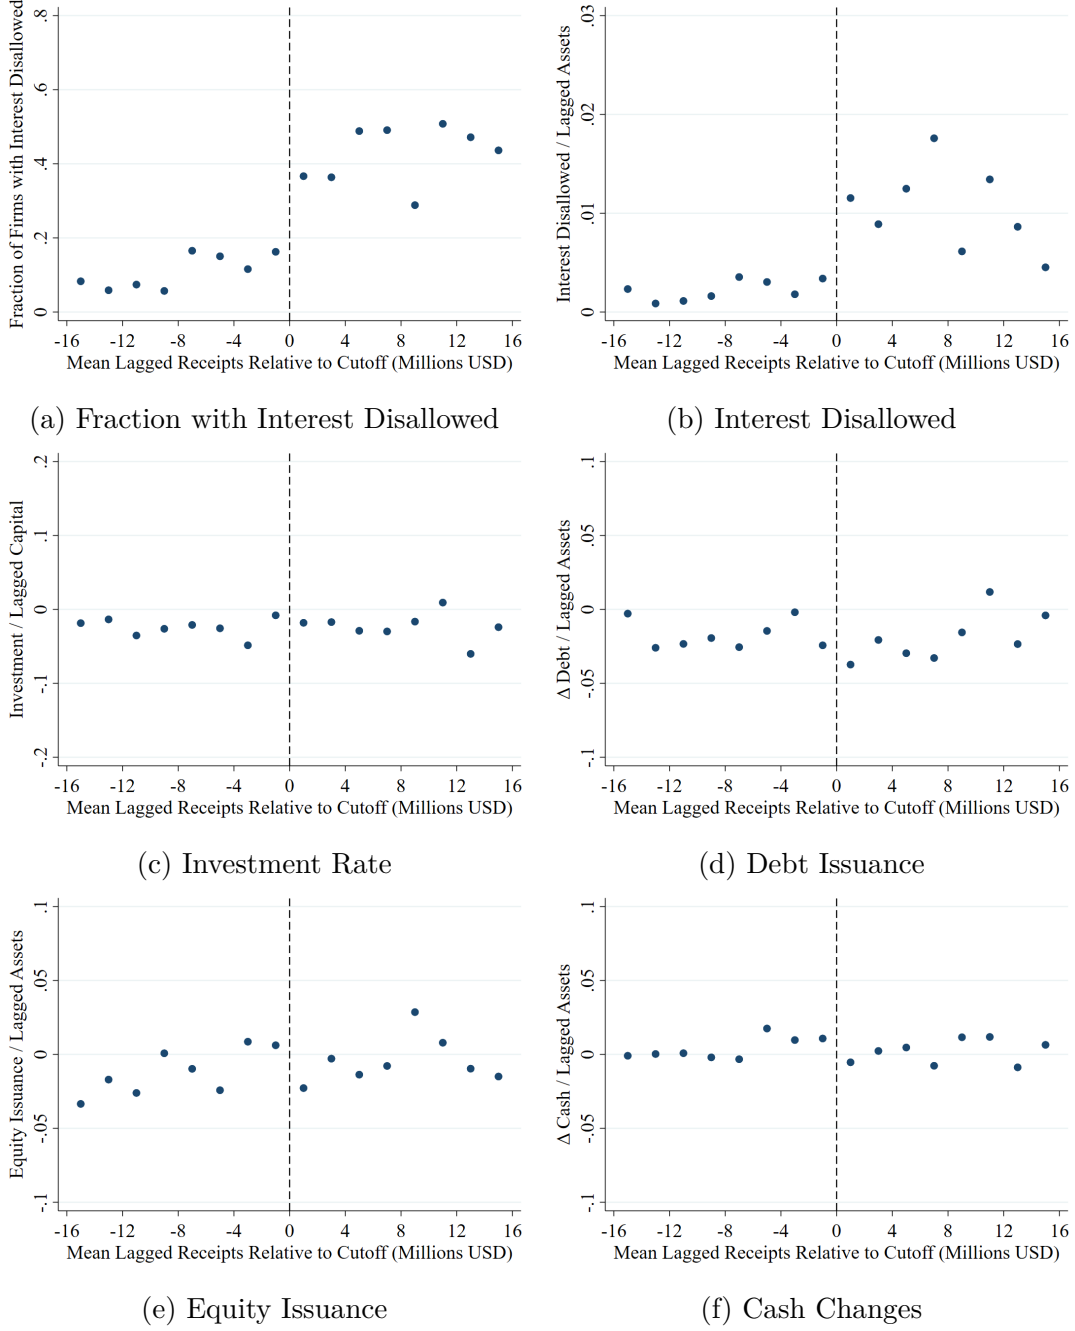 Fraction of Firms with Interest Disallowed
0 .2 .4 .6 .8
-16 -12 -8 -4 0 4 8 12 16
Mean Lagged Receipts Relative to Cutoff (Millions USD)
(a) Fraction with Interest Disallowed
Interest Disallowed / Lagged Assets
0 .01 .02 .03
-16 -12 -8 -4 0 4 8 12 16
Mean Lagged Receipts Relative to Cutoff (Millions USD)
(b) Interest Disallowed
Investment / Lagged Capital
-.2 -.1 0 .1 .2
-16 -12 -8 -4 0 4 8 12 16
Mean Lagged Receipts Relative to Cutoff (Millions USD)
(c) Investment Rate
Δ Debt / Lagged Assets
-.1 -.05 0 .05 .1
-16 -12 -8 -4 0 4 8 12 16
Mean Lagged Receipts Relative to Cutoff (Millions USD)
(d) Debt Issuance
Equity Issuance / Lagged Assets
-.1 -.05 0 .05 .1
-16 -12 -8 -4 0 4 8 12 16
Mean Lagged Receipts Relative to Cutoff (Millions USD)
(e) Equity Issuance
Δ Cash / Lagged Assets
-.1 -.05 0 .05 .1
-16 -12 -8 -4 0 4 8 12 16
Mean Lagged Receipts Relative to Cutoff (Millions USD)
(f) Cash Changes